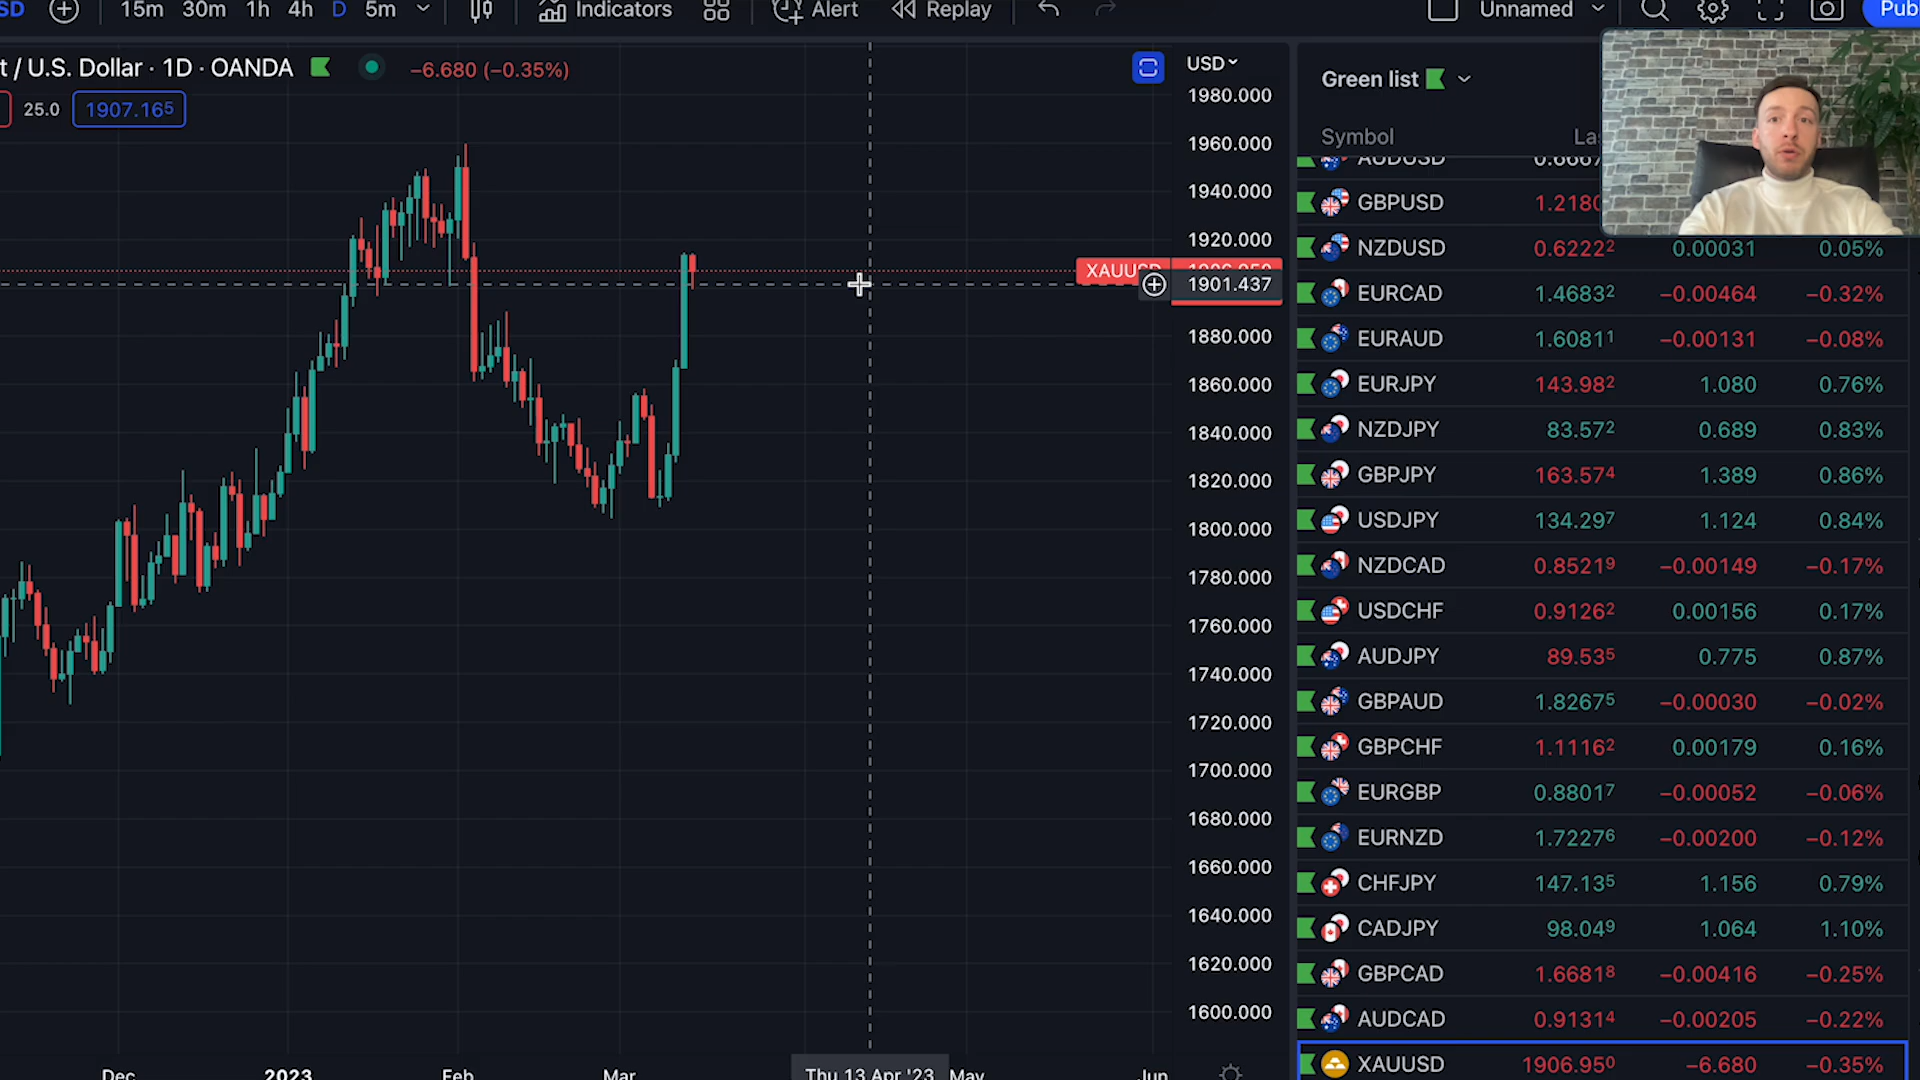 SD 15m 30m 1h 4h D 5m Indicators Alert Replay Unnamed Pub
t / U.S. Dollar · 1D · OANDA −6.680 (−0.35%)
25.0 1907.165
USD
1980.000
1960.000
1940.000
1920.000
XAUUSD
1901.437
1880.000
1860.000
1840.000
1820.000
1800.000
1780.000
1760.000
1740.000
1720.000
1700.000
1680.000
1660.000
1640.000
1620.000
1600.000
Dec 2023 Feb Mar Thu 13 Apr '23 May Jun
Green list
Symbol La
AUDUSD 0.6667
GBPUSD 1.2180
NZDUSD 0.62222 0.00031 0.05%
EURCAD 1.46832 −0.00464 −0.32%
EURAUD 1.60811 −0.00131 −0.08%
EURJPY 143.982 1.080 0.76%
NZDJPY 83.572 0.689 0.83%
GBPJPY 163.574 1.389 0.86%
USDJPY 134.297 1.124 0.84%
NZDCAD 0.85219 −0.00149 −0.17%
USDCHF 0.91262 0.00156 0.17%
AUDJPY 89.535 0.775 0.87%
GBPAUD 1.82675 −0.00030 −0.02%
GBPCHF 1.11162 0.00179 0.16%
EURGBP 0.88017 −0.00052 −0.06%
EURNZD 1.72276 −0.00200 −0.12%
CHFJPY 147.135 1.156 0.79%
CADJPY 98.049 1.064 1.10%
GBPCAD 1.66818 −0.00416 −0.25%
AUDCAD 0.91314 −0.00205 −0.22%
XAUUSD 1906.950 −6.680 −0.35%